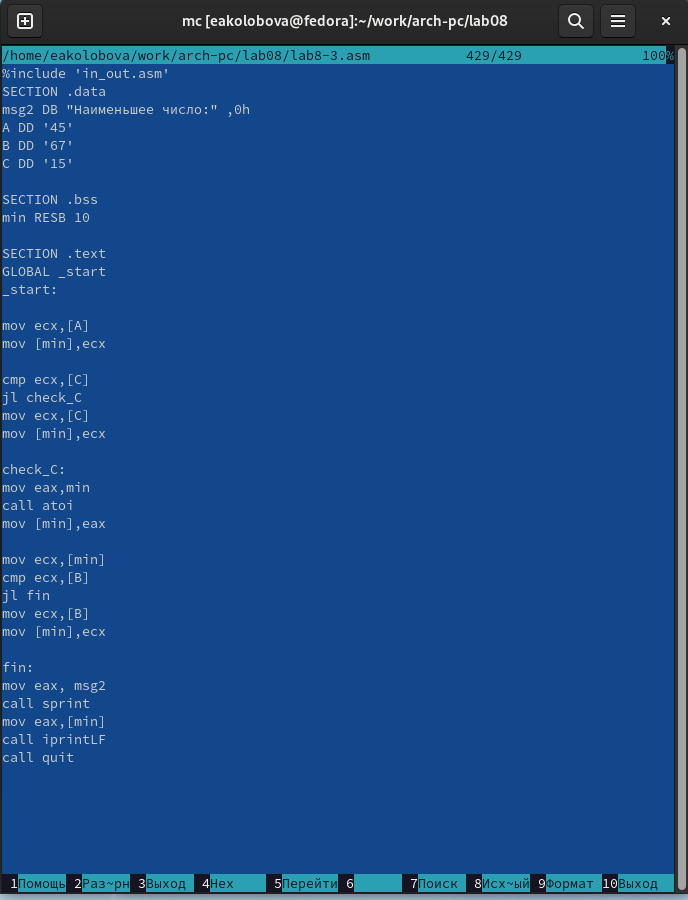 mc [eakolobova@fedora]:~/work/arch-pc/lab08
/home/eakolobova/work/arch-pc/lab08/lab8-3.asm 429/429 100%
%include 'in_out.asm'
SECTION .data
msg2 DB "Наименьшее число:" ,0h
A DD '45'
B DD '67'
C DD '15'
SECTION .bss
min RESB 10
SECTION .text
GLOBAL _start
_start:
mov ecx,[A]
mov [min],ecx
cmp ecx,[C]
jl check_C
mov ecx,[C]
mov [min],ecx
check_C:
mov eax,min
call atoi
mov [min],eax
mov ecx,[min]
cmp ecx,[B]
jl fin
mov ecx,[B]
mov [min],ecx
fin:
mov eax, msg2
call sprint
mov eax,[min]
call iprintLF
call quit
1Помощь 2Раз~рн 3Выход 4Hex 5Перейти 6 7Поиск 8Исх~ый 9Формат 10Выход